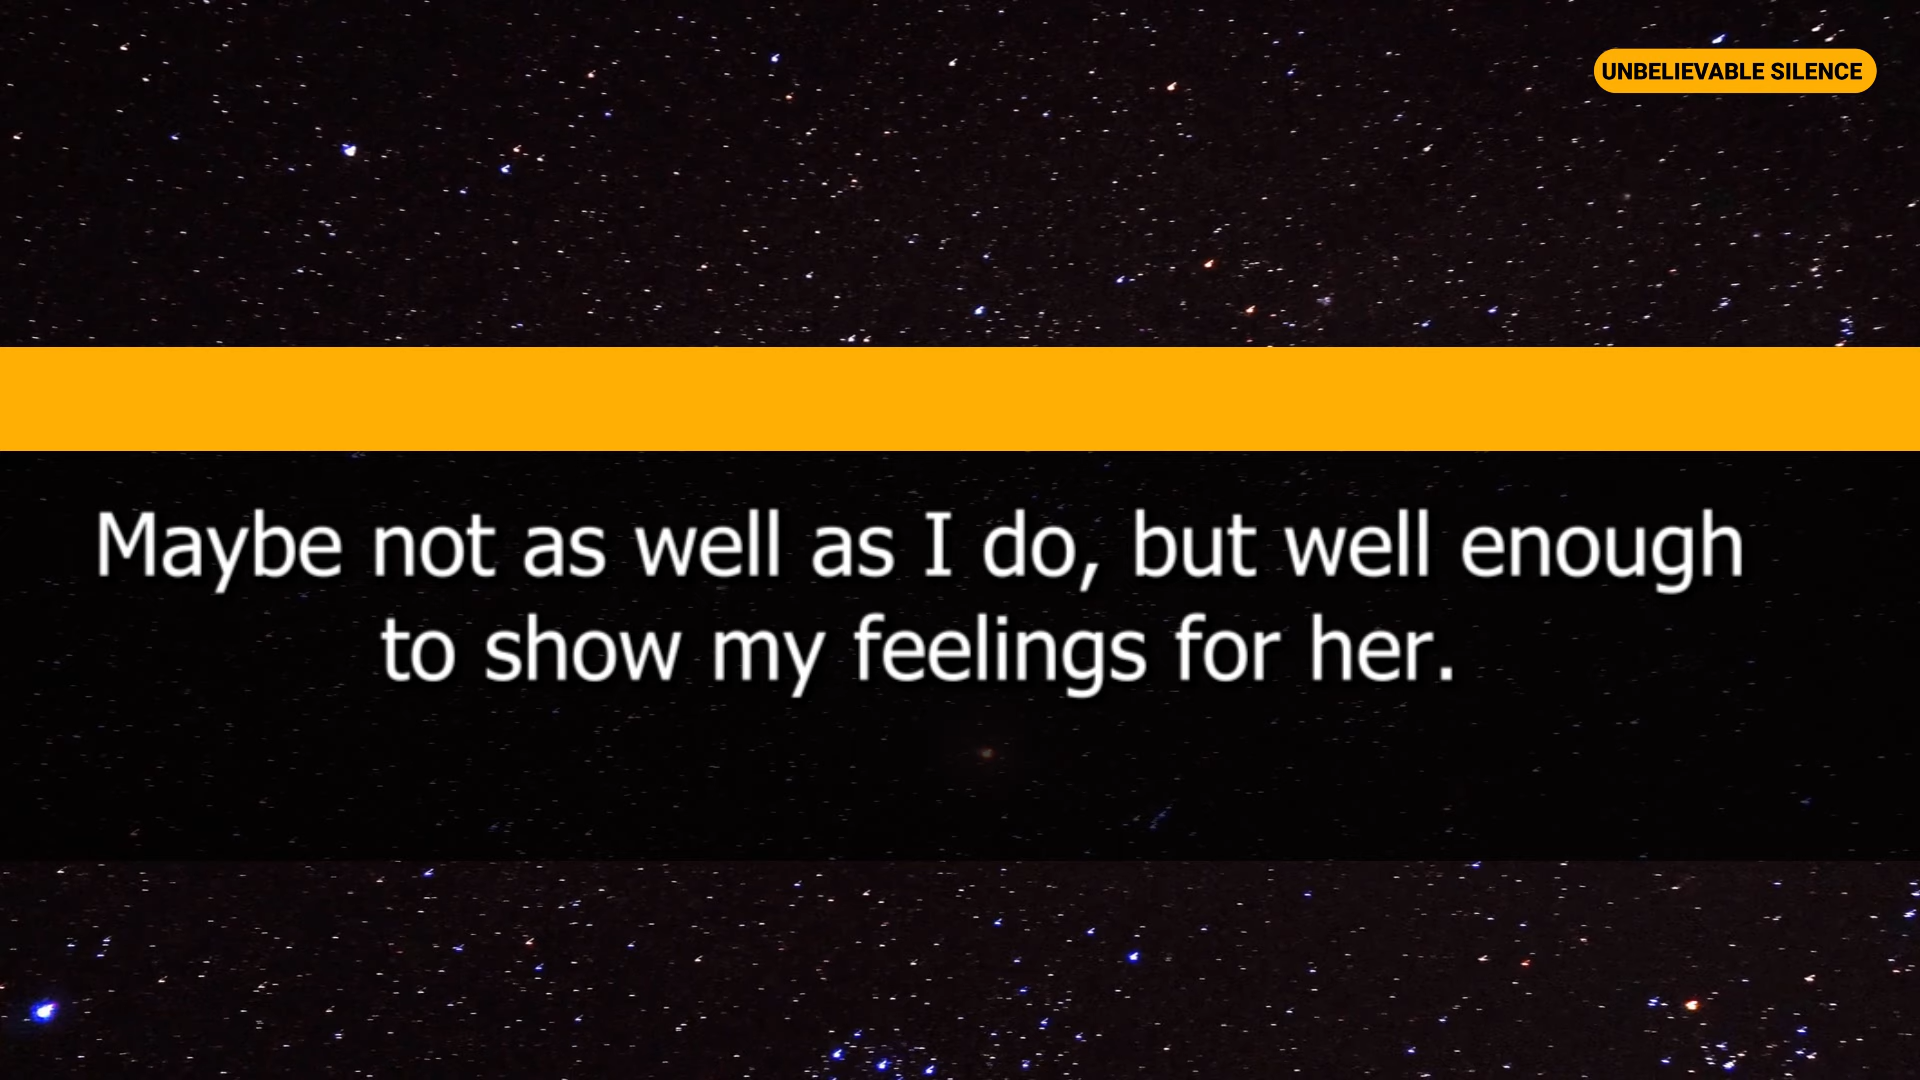 UNBELIEVABLE SILENCE
Maybe not as well as I do, but well enough
to show my feelings for her.